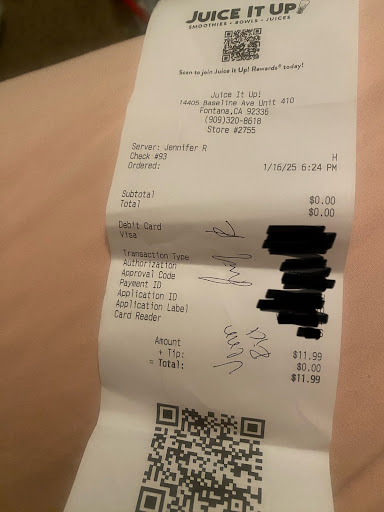 JUICE IT UP!
SMOOTHIES • BOWLS • JUICES
Scan to join Juice It Up! Rewards® today!
Juice It Up!
14405 Baseline Ave Unit 410
Fontana,CA 92336
(909)320-8618
Store #2755
Server: Jennifer R
Check #93 H
Ordered: 1/16/25 6:24 PM
Subtotal $0.00
Total $0.00
Debit Card
Visa
Transaction Type
Authorization
Approval Code
Payment ID
Application ID
Application Label
Card Reader
Amount $11.99
+ Tip: $0.00
= Total: $11.99